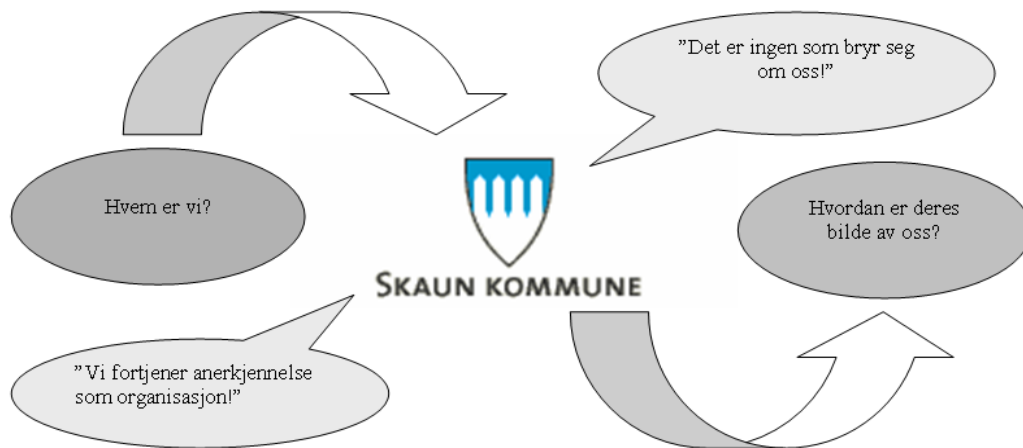 ”Det er ingen som bryr seg
om oss!”
Hvem er vi?
Hvordan er deres
bilde av oss?
SKAUN KOMMUNE
”Vi fortjener anerkjennelse
som organisasjon!”